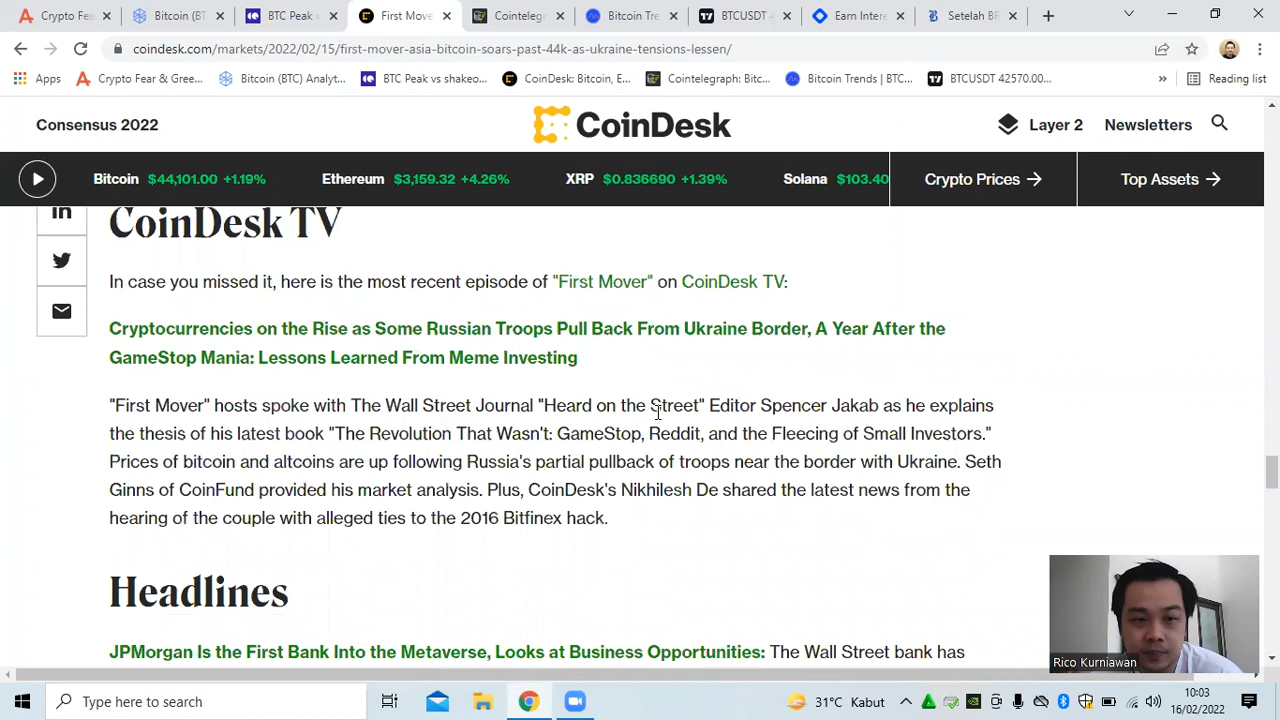 Crypto Fea
Bitcoin (BT
BTC Peak v
First Move
Cointelegr
Bitcoin Tre
BTCUSDT 4
Earn Intere
Setelah BR
coindesk.com/markets/2022/02/15/first-mover-asia-bitcoin-soars-past-44k-as-ukraine-tensions-lessen/
Apps
Crypto Fear & Gree...
Bitcoin (BTC) Analyt...
BTC Peak vs shakeo...
CoinDesk: Bitcoin, E...
Cointelegraph: Bitc...
Bitcoin Trends | BTC...
BTCUSDT 42570.00...
»
Reading list
Consensus 2022
CoinDesk
Layer 2
Newsletters
Bitcoin $44,101.00 +1.19%
Ethereum $3,159.32 +4.26%
XRP $0.836690 +1.39%
Solana $103.40
Crypto Prices →
Top Assets →
CoinDesk TV
In case you missed it, here is the most recent episode of "First Mover" on CoinDesk TV:
Cryptocurrencies on the Rise as Some Russian Troops Pull Back From Ukraine Border, A Year After the
GameStop Mania: Lessons Learned From Meme Investing
"First Mover" hosts spoke with The Wall Street Journal "Heard on the Street" Editor Spencer Jakab as he explains
the thesis of his latest book "The Revolution That Wasn't: GameStop, Reddit, and the Fleecing of Small Investors."
Prices of bitcoin and altcoins are up following Russia's partial pullback of troops near the border with Ukraine. Seth
Ginns of CoinFund provided his market analysis. Plus, CoinDesk's Nikhilesh De shared the latest news from the
hearing of the couple with alleged ties to the 2016 Bitfinex hack.
Headlines
JPMorgan Is the First Bank Into the Metaverse, Looks at Business Opportunities: The Wall Street bank has
Rico Kurniawan
Type here to search
31°C Kabut
10:03
16/02/2022